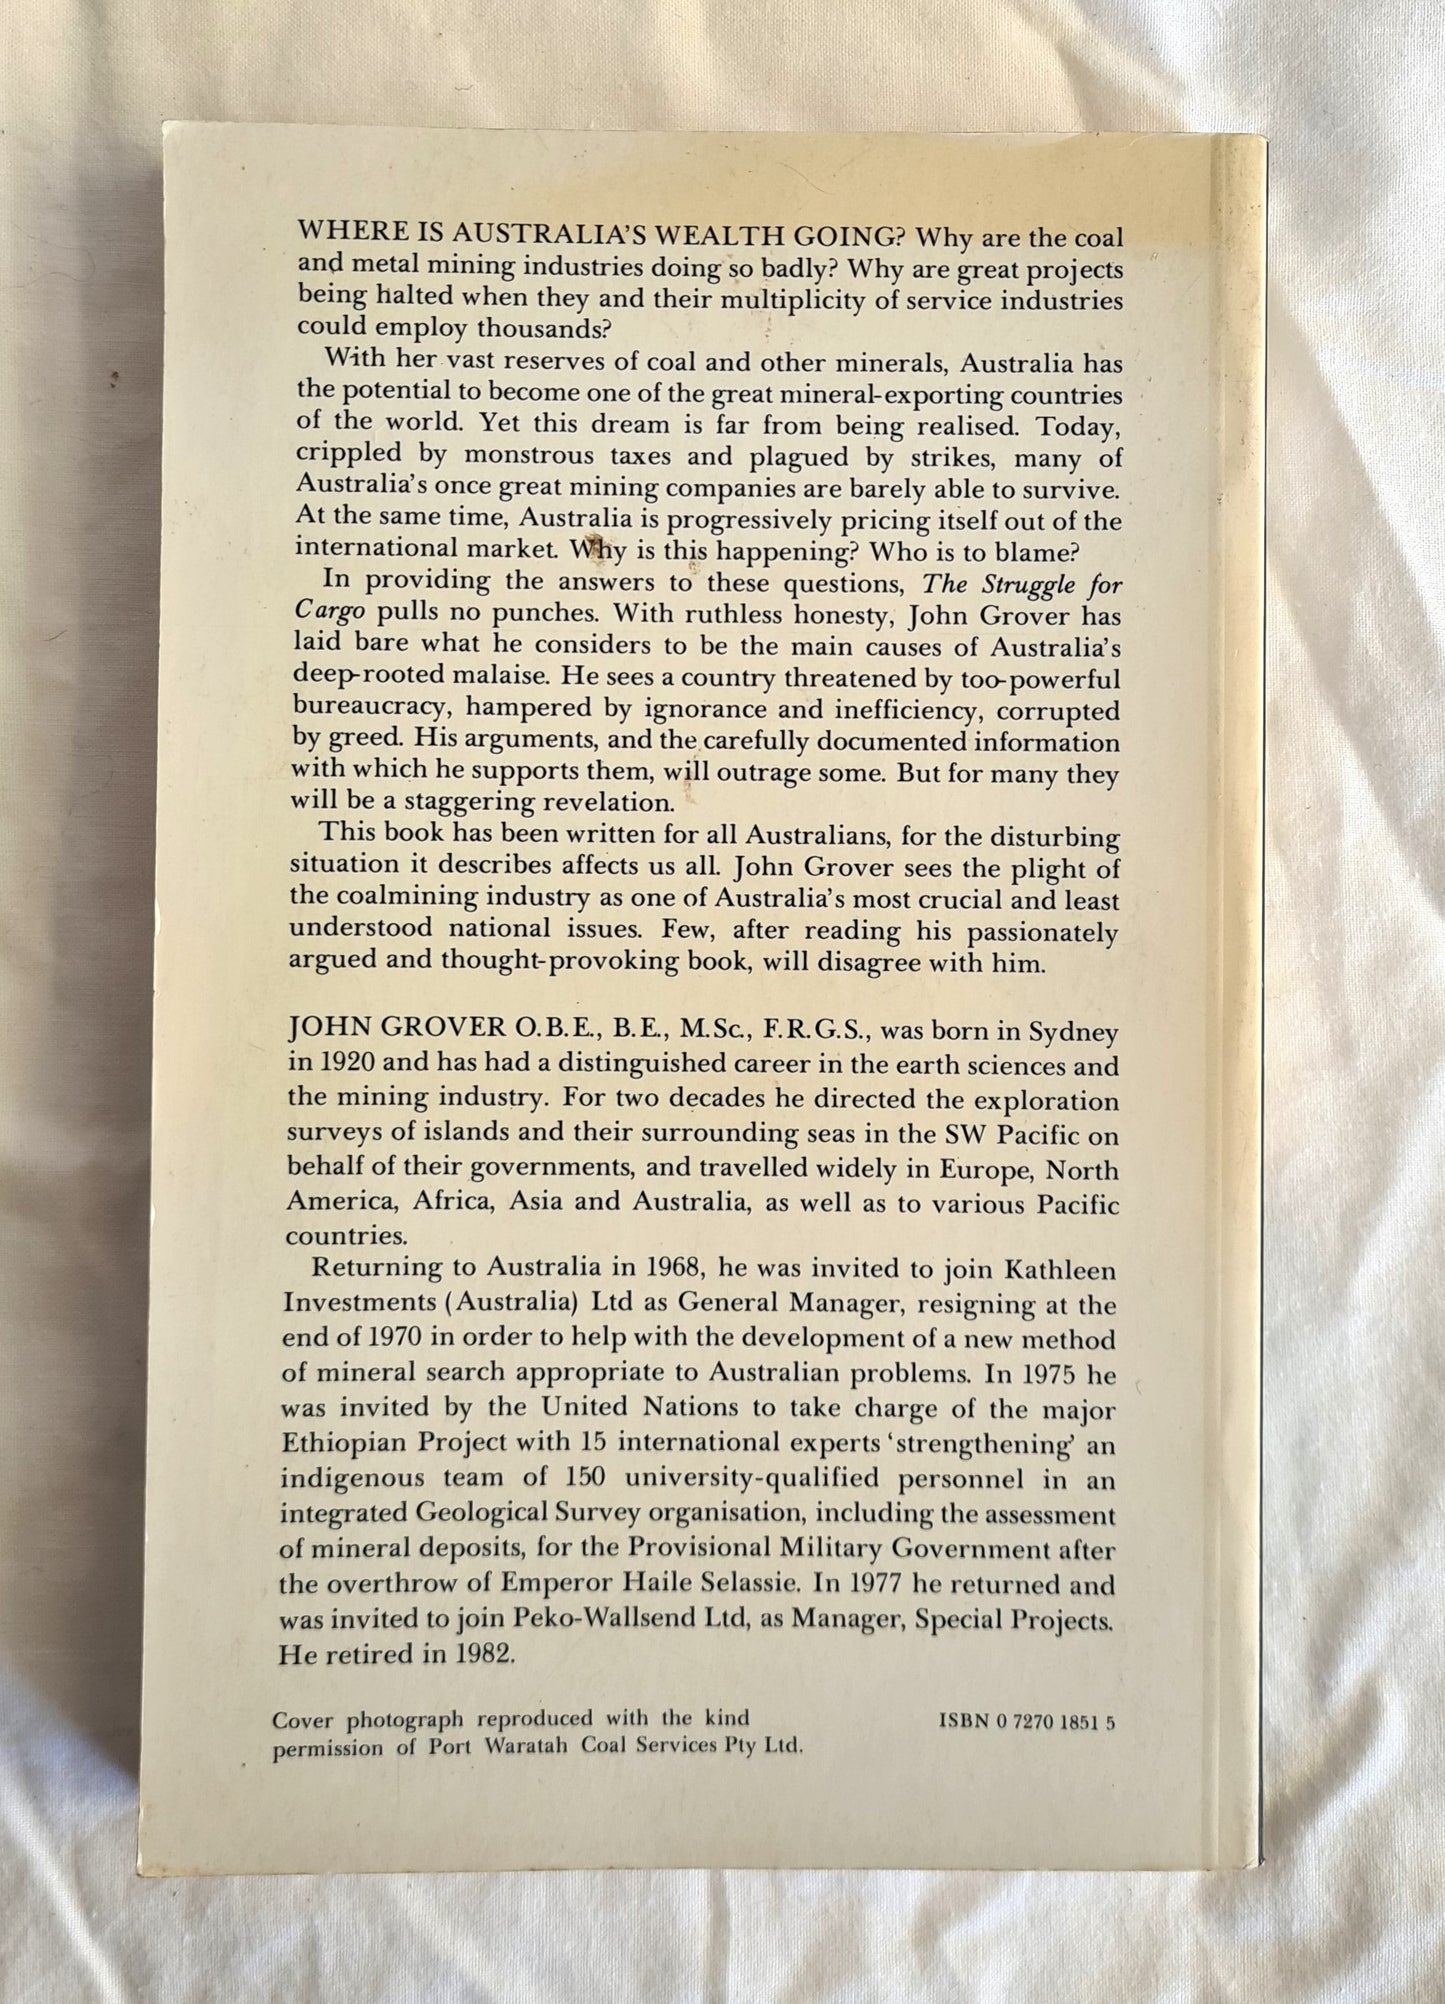 WHERE IS AUSTRALIA'S WEALTH GOING? Why are the coal
and metal mining industries doing so badly? Why are great projects
being halted when they and their multiplicity of service industries
could employ thousands?
With her vast reserves of coal and other minerals, Australia has
the potential to become one of the great mineral-exporting countries
of the world. Yet this dream is far from being realised. Today,
crippled by monstrous taxes and plagued by strikes, many of
Australia's once great mining companies are barely able to survive.
At the same time, Australia is progressively pricing itself out of the
international market. Why is this happening? Who is to blame?
In providing the answers to these questions, The Struggle for
Cargo pulls no punches. With ruthless honesty, John Grover has
laid bare what he considers to be the main causes of Australia's
deep-rooted malaise. He sees a country threatened by too-powerful
bureaucracy, hampered by ignorance and inefficiency, corrupted
by greed. His arguments, and the carefully documented information
with which he supports them, will outrage some. But for many they
will be a staggering revelation.
This book has been written for all Australians, for the disturbing
situation it describes affects us all. John Grover sees the plight of
the coalmining industry as one of Australia's most crucial and least
understood national issues. Few, after reading his passionately
argued and thought-provoking book, will disagree with him.
JOHN GROVER O.B.E., B.E., M.Sc., F.R.G.S., was born in Sydney
in 1920 and has had a distinguished career in the earth sciences and
the mining industry. For two decades he directed the exploration
surveys of islands and their surrounding seas in the SW Pacific on
behalf of their governments, and travelled widely in Europe, North
America, Africa, Asia and Australia, as well as to various Pacific
countries.
Returning to Australia in 1968, he was invited to join Kathleen
Investments (Australia) Ltd as General Manager, resigning at the
end of 1970 in order to help with the development of a new method
of mineral search appropriate to Australian problems. In 1975 he
was invited by the United Nations to take charge of the major
Ethiopian Project with 15 international experts 'strengthening' an
indigenous team of 150 university-qualified personnel in an
integrated Geological Survey organisation, including the assessment
of mineral deposits, for the Provisional Military Government after
the overthrow of Emperor Haile Selassie. In 1977 he returned and
was invited to join Peko-Wallsend Ltd, as Manager, Special Projects.
He retired in 1982.
Cover photograph reproduced with the kind
permission of Port Waratah Coal Services Pty Ltd.
ISBN 0 7270 1851 5